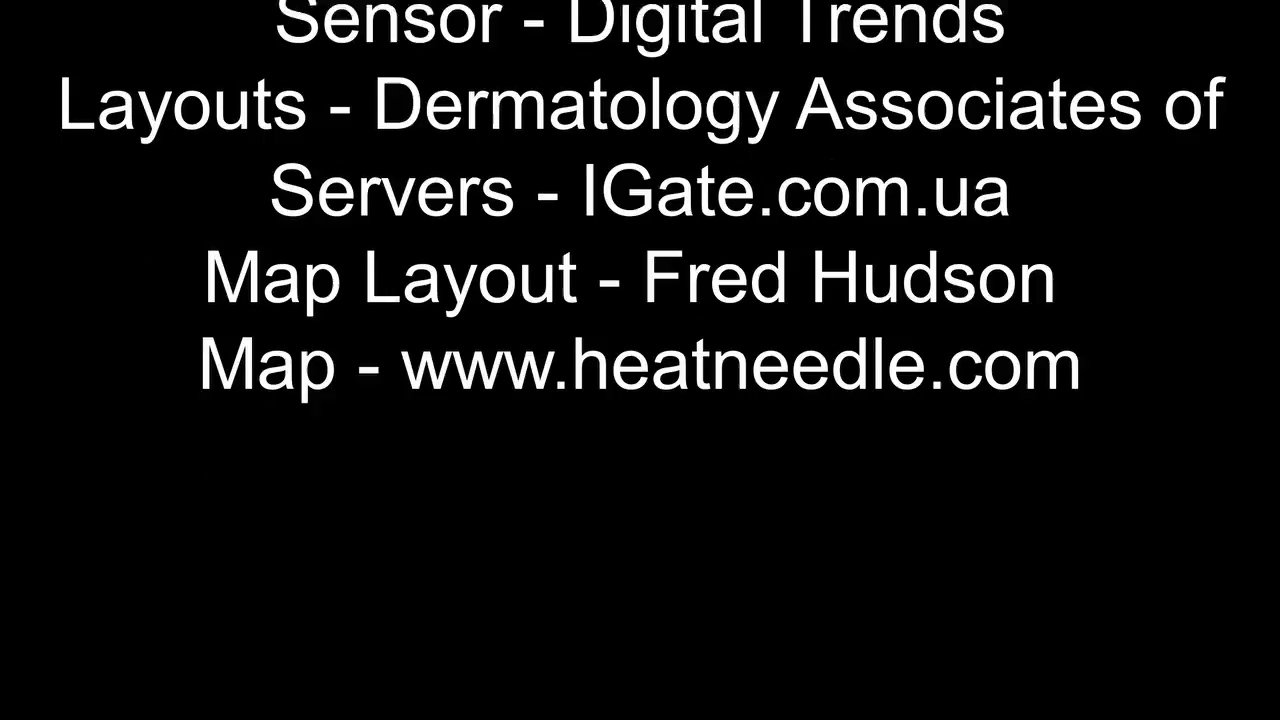 Sensor - Digital Trends
Layouts - Dermatology Associates of
Servers - IGate.com.ua
Map Layout - Fred Hudson
Map - www.heatneedle.com